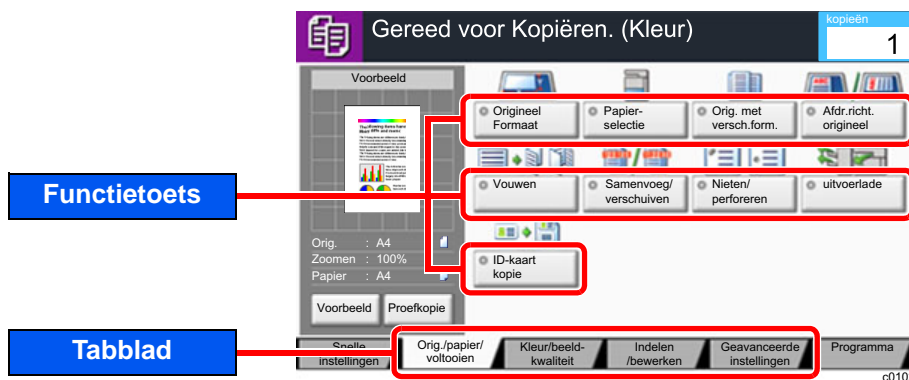 Gereed voor Kopiëren. (Kleur)
kopieën
1
Voorbeeld
Origineel
Formaat
Papier-
selectie
Orig. met
versch.form.
Afdr.richt.
origineel
Functietoets
Vouwen
Samenvoeg/
verschuiven
Nieten/
perforeren
uitvoerlade
Orig. : A4
Zoomen : 100%
Papier : A4
ID-kaart
kopie
Voorbeeld
Proefkopie
Tabblad
Snelle
instellingen
Orig./papier/
voltooien
Kleur/beeld-
kwaliteit
Indelen
/bewerken
Geavanceerde
instellingen
Programma
c010